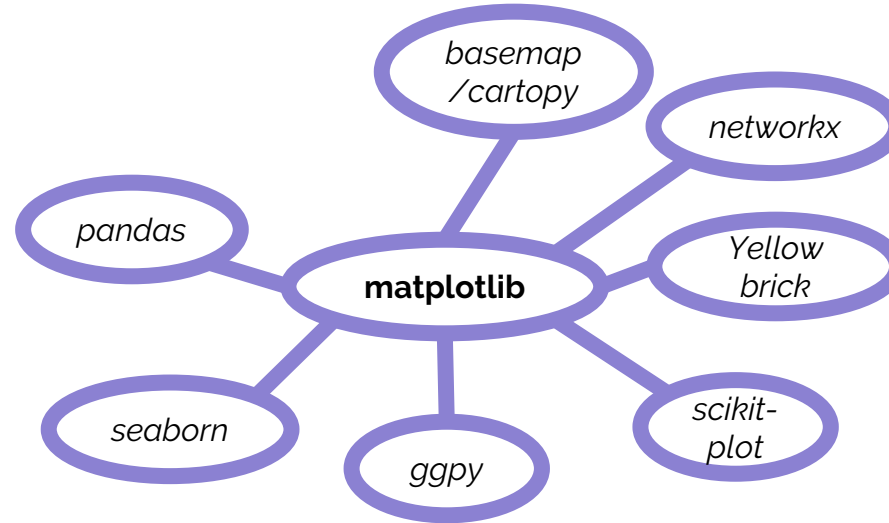 basemap
/cartopy
networkx
pandas
Yellow
brick
matplotlib
scikit-
plot
seaborn
ggpy